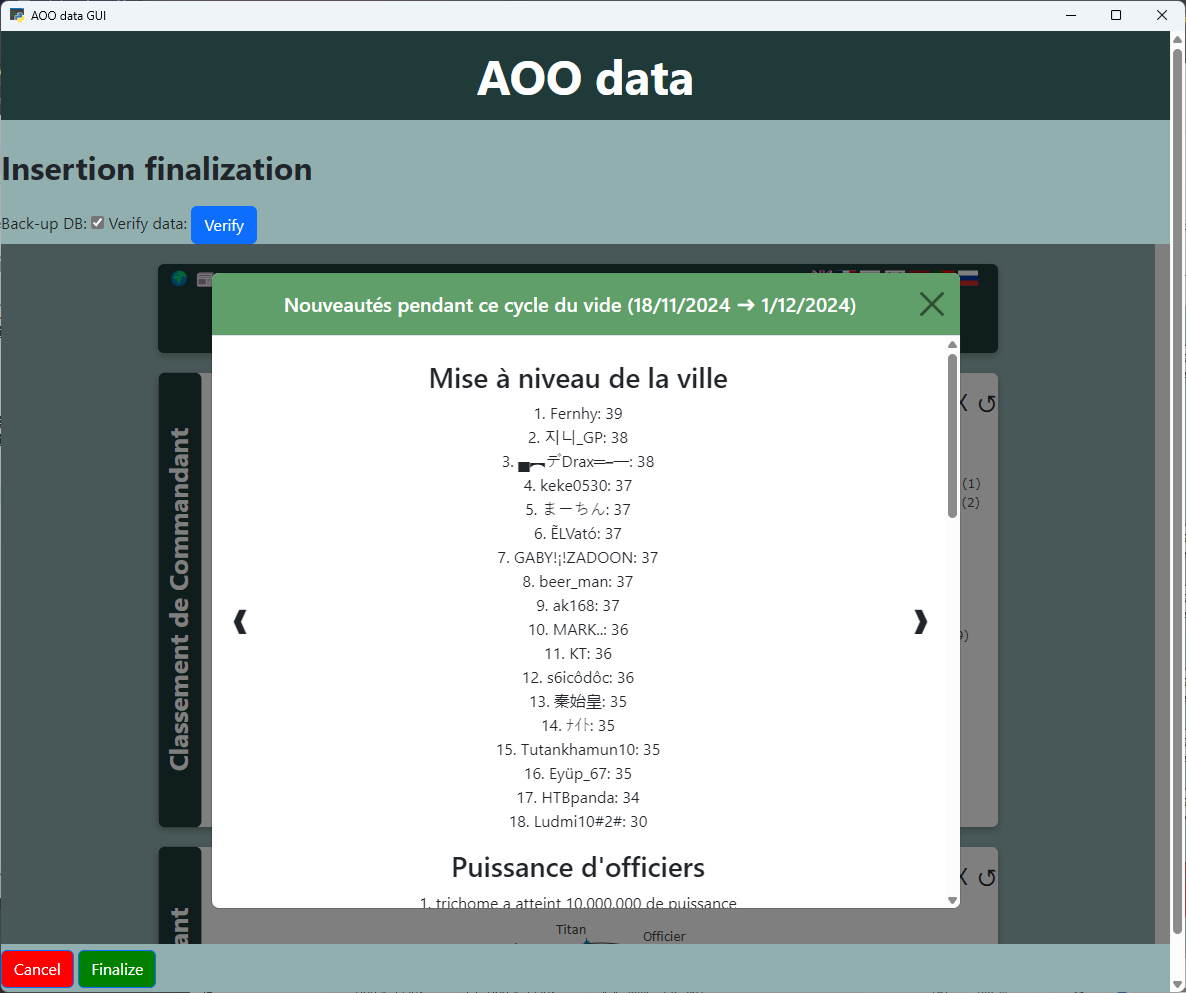 AOO data GUI
AOO data
Insertion finalization
Back-up DB: Verify data: Verify
Nouveautés pendant ce cycle du vide (18/11/2024 → 1/12/2024)
Mise à niveau de la ville
1. Fernhy: 39
2. 지니_GP: 38
3. ▄︻デDrax═━一: 38
4. keke0530: 37
5. まーちん: 37
6. ẼLVató: 37
7. GABY!¡!ZADOON: 37
8. beer_man: 37
9. ak168: 37
10. MARK..: 36
11. KT: 36
12. s6icôdôc: 36
13. 秦始皇: 35
14. ﾅｲﾄ: 35
15. Tutankhamun10: 35
16. Eyüp_67: 35
17. HTBpanda: 34
18. Ludmi10#2#: 30
Puissance d'officiers
1. trichome a atteint 10.000.000 de puissance
Classement de Commandant
(1)
(2)
9)
ant
Titan
Officier
Cancel Finalize